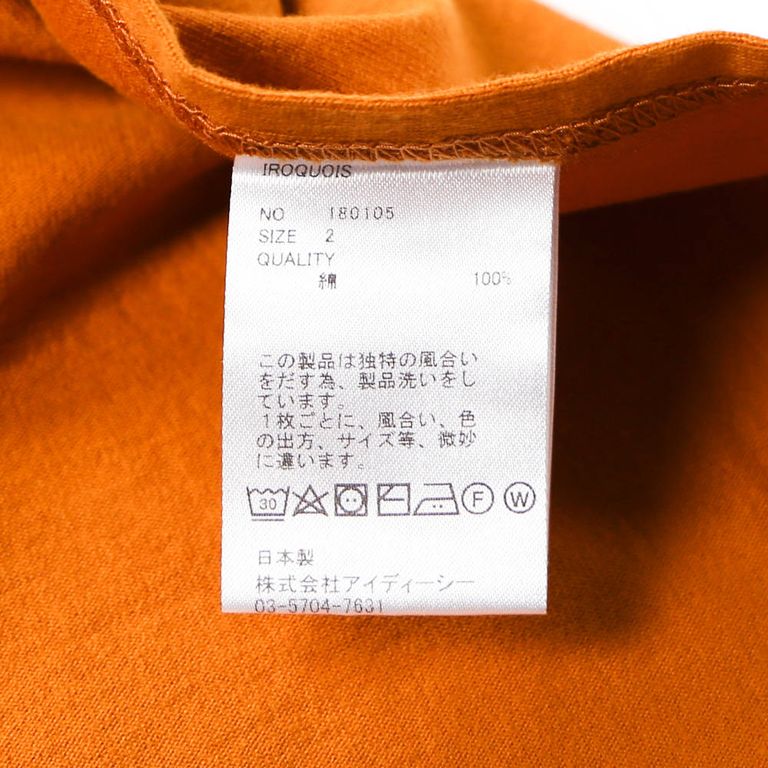 IROQUOIS
NO 180105
SIZE 2
QUALITY
綿 100%
この製品は独特の風合い
をだす為、製品洗いをし
ています。
1枚ごとに、風合い、色
の出方、サイズ等、微妙
に違います。
30 F W
日本製
株式会社アイディーシー
03-5704-7631